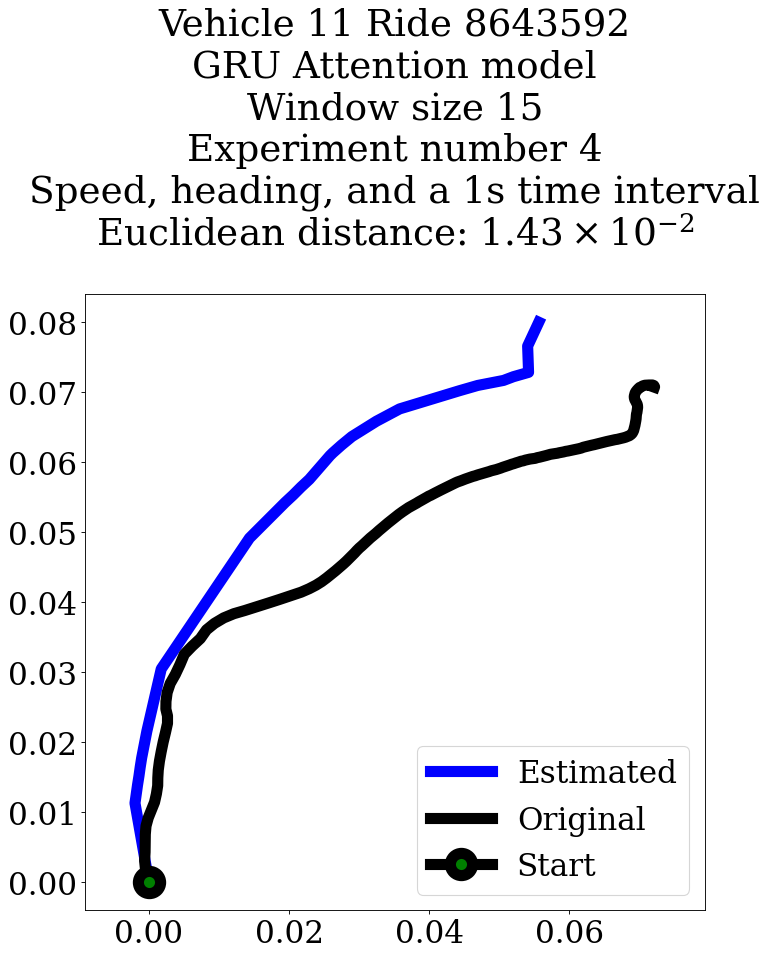 Vehicle 11 Ride 8643592
GRU Attention model
Window size 15
Experiment number 4
Speed, heading, and a 1s time interval
Euclidean distance: 1.43 × 10⁻²
0.08
0.07
0.06
0.05
0.04
0.03
0.02
0.01
0.00
Estimated
Original
Start
0.00 0.02 0.04 0.06